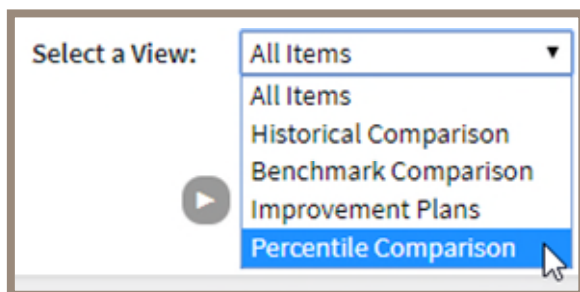 Select a View: All Items
All Items
Historical Comparison
Benchmark Comparison
Improvement Plans
Percentile Comparison